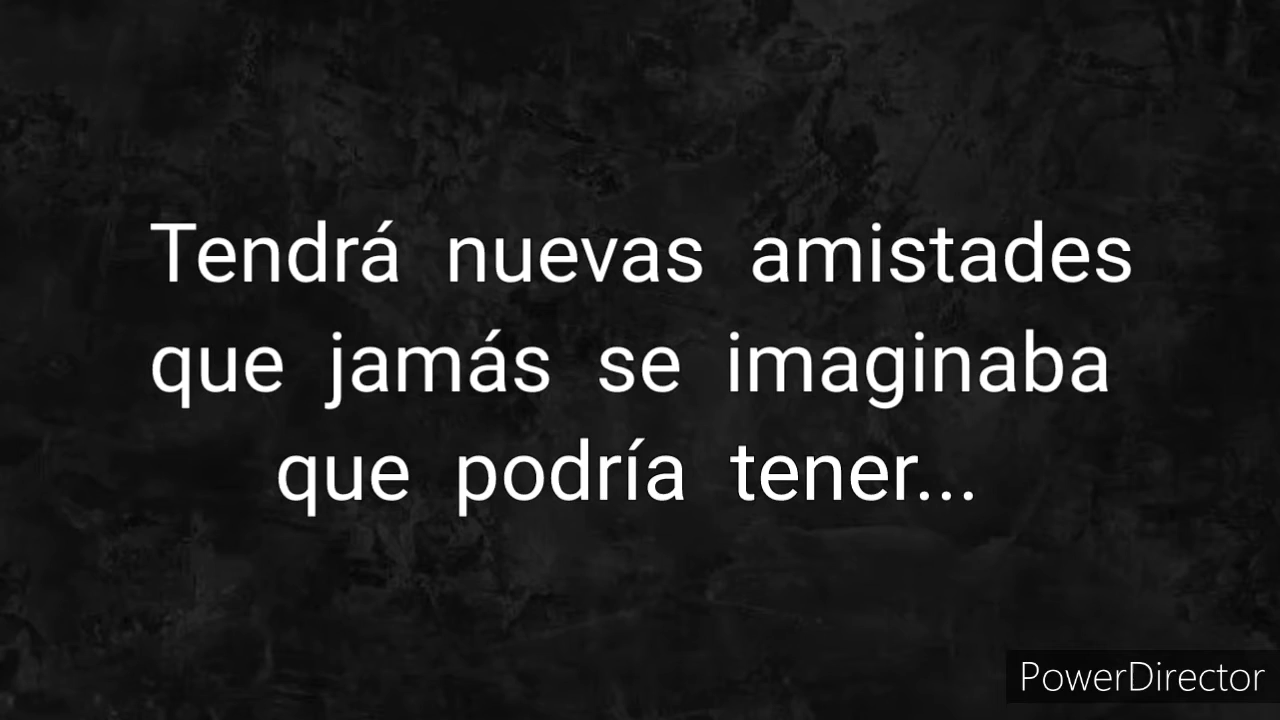 Tendrá nuevas amistades
que jamás se imaginaba
que podría tener...
PowerDirector